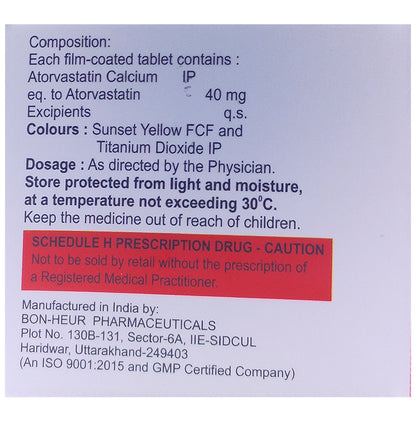 Composition:
Each film-coated tablet contains :
Atorvastatin Calcium IP
eq. to Atorvastatin 40 mg
Excipients q.s.
Colours : Sunset Yellow FCF and
Titanium Dioxide IP
Dosage : As directed by the Physician.
Store protected from light and moisture,
at a temperature not exceeding 30⁰C.
Keep the medicine out of reach of children.
SCHEDULE H PRESCRIPTION DRUG - CAUTION
Not to be sold by retail without the prescription of
a Registered Medical Practitioner.
Manufactured in India by:
BON-HEUR PHARMACEUTICALS
Plot No. 130B-131, Sector-6A, IIE-SIDCUL
Haridwar, Uttarakhand-249403
(An ISO 9001:2015 and GMP Certified Company)